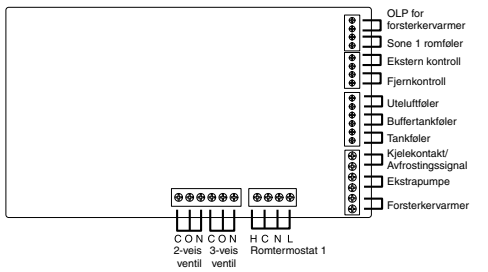 OLP for
forsterkervarmer
Sone 1 romføler
Ekstern kontroll
Fjernkontroll
Uteluftføler
Buffertankføler
Tankføler
Kjelekontakt/
Avfrostingssignal
Ekstrapumpe
Forsterkervarmer
C O N C O N H C N L
2-veis 3-veis Romtermostat 1
ventil ventil